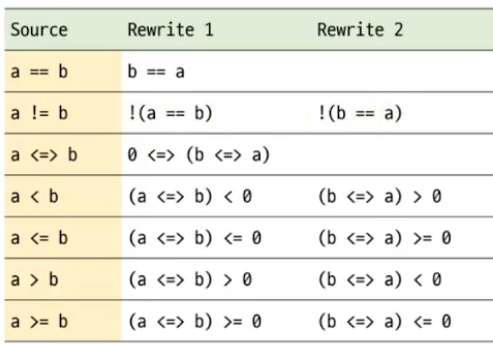 Source Rewrite 1 Rewrite 2
a == b b == a
a != b !(a == b) !(b == a)
a <=> b 0 <=> (b <=> a)
a < b (a <=> b) < 0 (b <=> a) > 0
a <= b (a <=> b) <= 0 (b <=> a) >= 0
a > b (a <=> b) > 0 (b <=> a) < 0
a >= b (a <=> b) >= 0 (b <=> a) <= 0